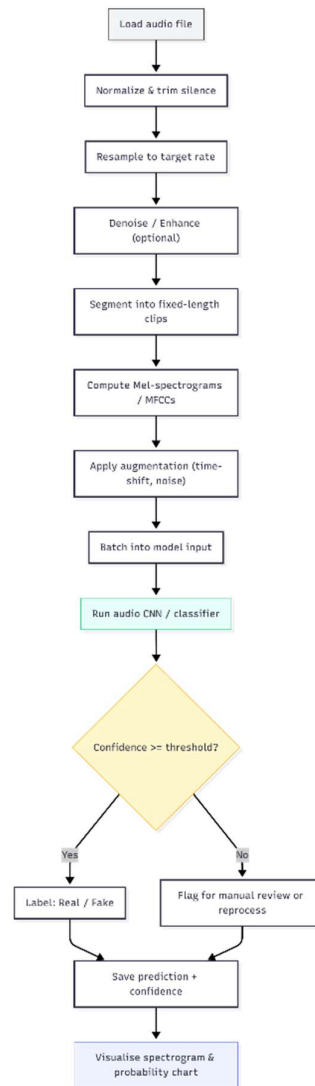 Load audio file
Normalize & trim silence
Resample to target rate
Denoise / Enhance
(optional)
Segment into fixed-length
clips
Compute Mel-spectrograms
/ MFCCs
Apply augmentation (time-
shift, noise)
Batch into model input
Run audio CNN / classifier
Confidence >= threshold?
Yes
No
Label: Real / Fake
Flag for manual review or
reprocess
Save prediction +
confidence
Visualise spectrogram &
probability chart